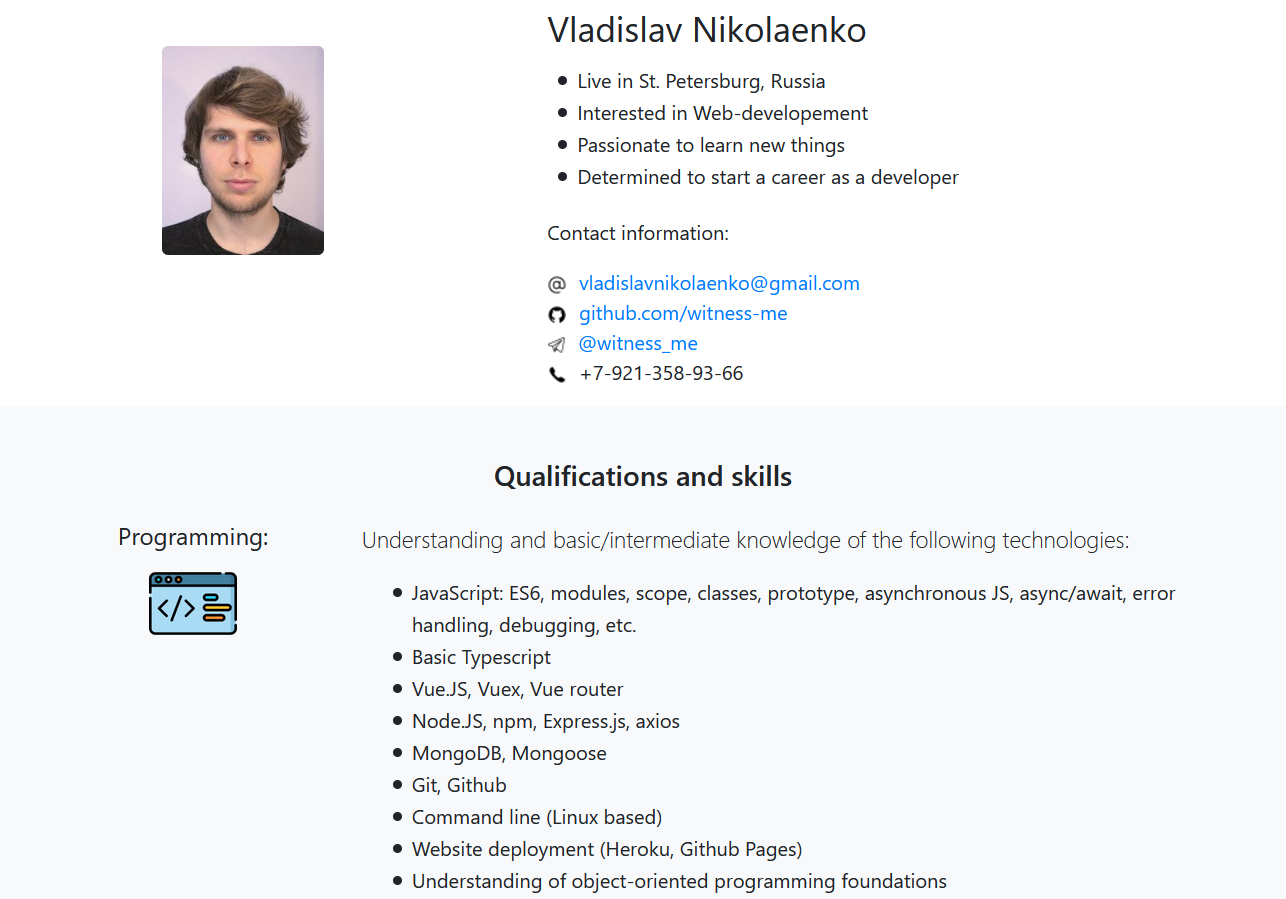 Vladislav Nikolaenko
Live in St. Petersburg, Russia
Interested in Web-developement
Passionate to learn new things
Determined to start a career as a developer
Contact information:
vladislavnikolaenko@gmail.com
github.com/witness-me
@witness_me
+7-921-358-93-66
Qualifications and skills
Programming:
Understanding and basic/intermediate knowledge of the following technologies:
JavaScript: ES6, modules, scope, classes, prototype, asynchronous JS, async/await, error
handling, debugging, etc.
Basic Typescript
Vue.JS, Vuex, Vue router
Node.JS, npm, Express.js, axios
MongoDB, Mongoose
Git, Github
Command line (Linux based)
Website deployment (Heroku, Github Pages)
Understanding of object-oriented programming foundations